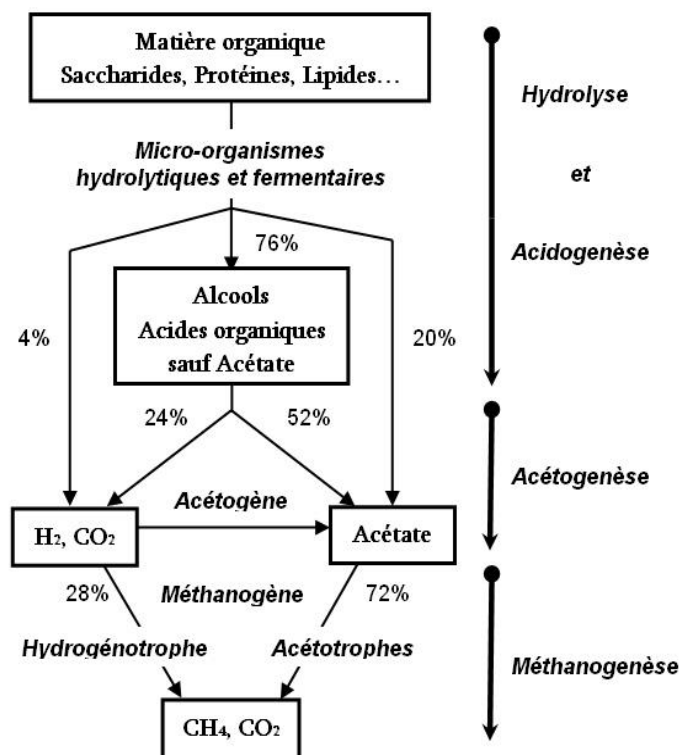 Matière organique
Saccharides, Protéines, Lipides…
Hydrolyse
Micro-organismes
hydrolytiques et fermentaires
et
76%
Acidogenèse
Alcools
Acides organiques
sauf Acétate
4%
20%
24%
52%
Acétogène
Acétogenèse
H₂, CO₂
Acétate
28%
Méthanogène
72%
Hydrogénotrophe
Acétotrophes
Méthanogenèse
CH₄, CO₂